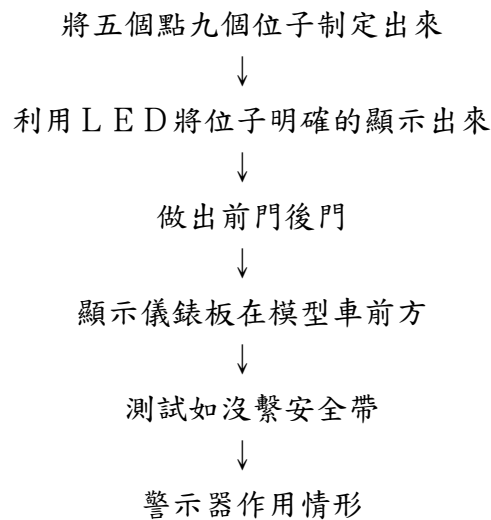 將五個點九個位子制定出來
↓
利用ＬＥＤ將位子明確的顯示出來
↓
做出前門後門
↓
顯示儀錶板在模型車前方
↓
測試如沒繫安全帶
↓
警示器作用情形